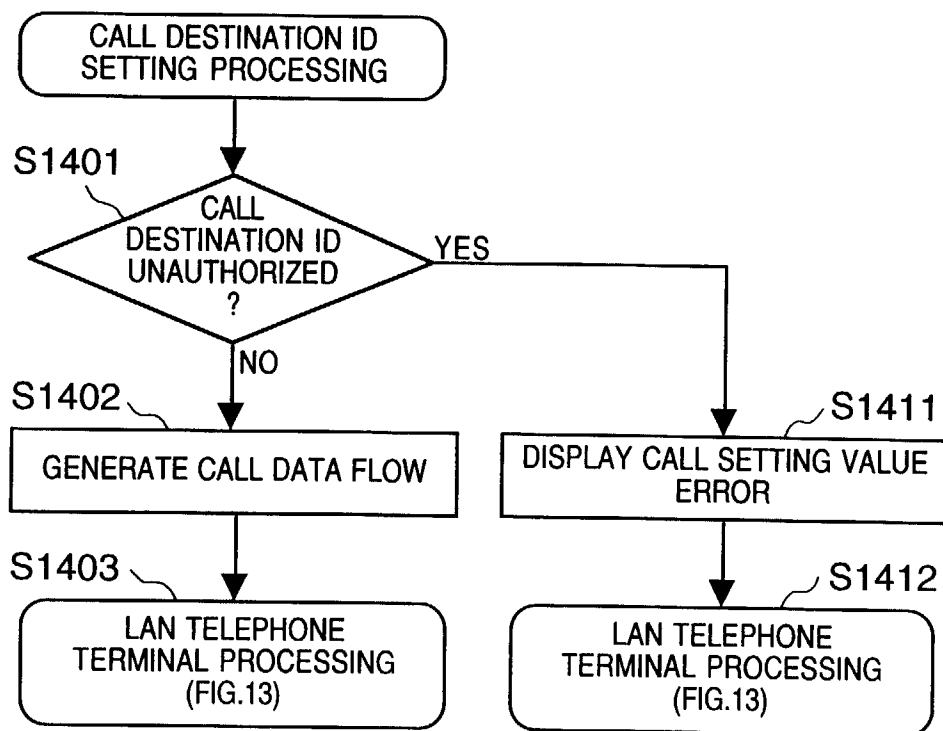 CALL DESTINATION ID
SETTING PROCESSING
S1401
CALL
DESTINATION ID
UNAUTHORIZED
?
YES
NO
S1402
GENERATE CALL DATA FLOW
S1411
DISPLAY CALL SETTING VALUE
ERROR
S1403
LAN TELEPHONE
TERMINAL PROCESSING
(FIG.13)
S1412
LAN TELEPHONE
TERMINAL PROCESSING
(FIG.13)